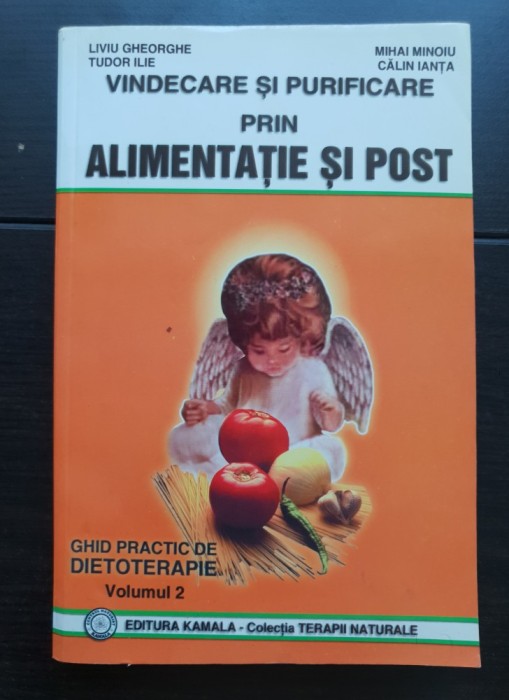 LIVIU GHEORGHE
TUDOR ILIE
MIHAI MINOIU
CĂLIN IANȚA
VINDECARE ȘI PURIFICARE
PRIN
ALIMENTAȚIE ȘI POST
GHID PRACTIC DE
DIETOTERAPIE
Volumul 2
EDITURA KAMALA - Colecția TERAPII NATURALE